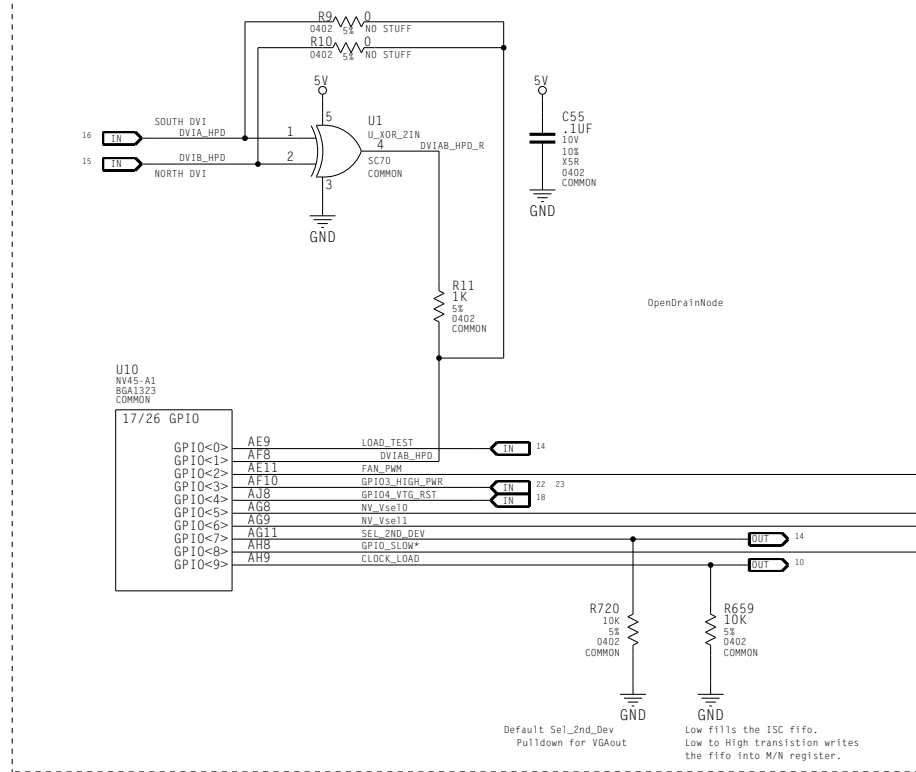 R9 0
0402 5% NO STUFF
R10 0
0402 5% NO STUFF
5V
5V
5
U1
U_XOR_2IN
C55
.1UF
10V
10%
X5R
0402
COMMON
SOUTH DVI
16 IN DVIA_HPD 1
4 DVIAB_HPD_R
15 IN DVIB_HPD 2
NORTH DVI
SC70
COMMON
3
GND
GND
R11
1K
5%
0402
COMMON
OpenDrainNode
U10
NV45-A1
BGA1323
COMMON
17/26 GPIO
GPIO<0> AE9 LOAD_TEST IN 14
GPIO<1> AF8 DVIAB_HPD
GPIO<2> AE11 FAN_PWM
GPIO<3> AF10 GPIO3_HIGH_PWR IN 22 23
GPIO<4> AJ8 GPIO4_VTG_RST IN 18
GPIO<5> AG8 NV_Vsel0
GPIO<6> AG9 NV_Vsel1
GPIO<7> AG11 SEL_2ND_DEV OUT 14
GPIO<8> AH8 GPIO_SLOW*
GPIO<9> AH9 CLOCK_LOAD OUT 10
R720
10K
5%
0402
COMMON
R659
10K
5%
0402
COMMON
GND
GND
Default Sel_2nd_Dev
Pulldown for VGAout
Low fills the ISC fifo.
Low to High transistion writes
the fifo into M/N register.